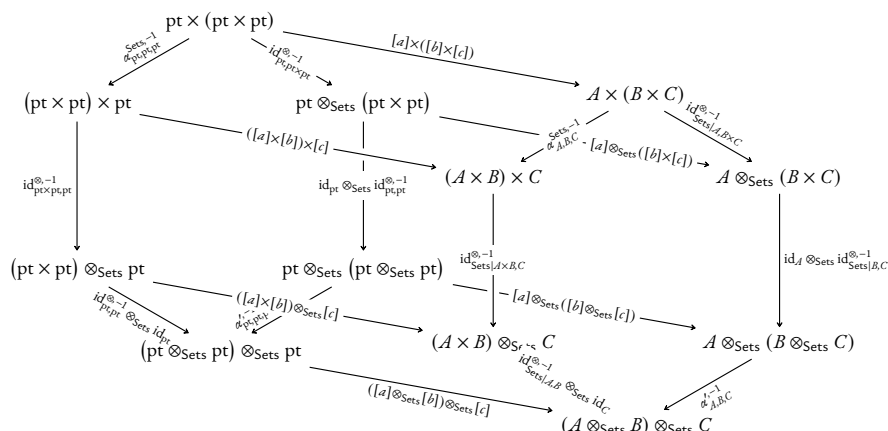 pt × (pt × pt)
α^{Sets,−1}_{pt,pt,pt}
id^{⊗,−1}_{pt,pt×pt}
[a]×([b]×[c])
(pt × pt) × pt
pt ⊗_{Sets} (pt × pt)
A × (B × C)
([a]×[b])×[c]
α^{Sets,−1}_{A,B,C}
id^{⊗,−1}_{Sets|A,B×C}
[a]⊗_{Sets}([b]×[c])
(A × B) × C
A ⊗_{Sets} (B × C)
id^{⊗,−1}_{pt×pt,pt}
id_{pt} ⊗_{Sets} id^{⊗,−1}_{pt,pt}
id^{⊗,−1}_{Sets|A×B,C}
id_A ⊗_{Sets} id^{⊗,−1}_{Sets|B,C}
(pt × pt) ⊗_{Sets} pt
pt ⊗_{Sets} (pt ⊗_{Sets} pt)
id^{⊗,−1}_{pt,pt} ⊗_{Sets} id_{pt}
([a]×[b])⊗_{Sets}[c]
[a]⊗_{Sets}([b]⊗_{Sets}[c])
(pt ⊗_{Sets} pt) ⊗_{Sets} pt
(A × B) ⊗_{Sets} C
A ⊗_{Sets} (B ⊗_{Sets} C)
id^{⊗,−1}_{Sets|A,B} ⊗_{Sets} id_C
α′^{,−1}_{A,B,C}
([a]⊗_{Sets}[b])⊗_{Sets}[c]
(A ⊗_{Sets} B) ⊗_{Sets} C